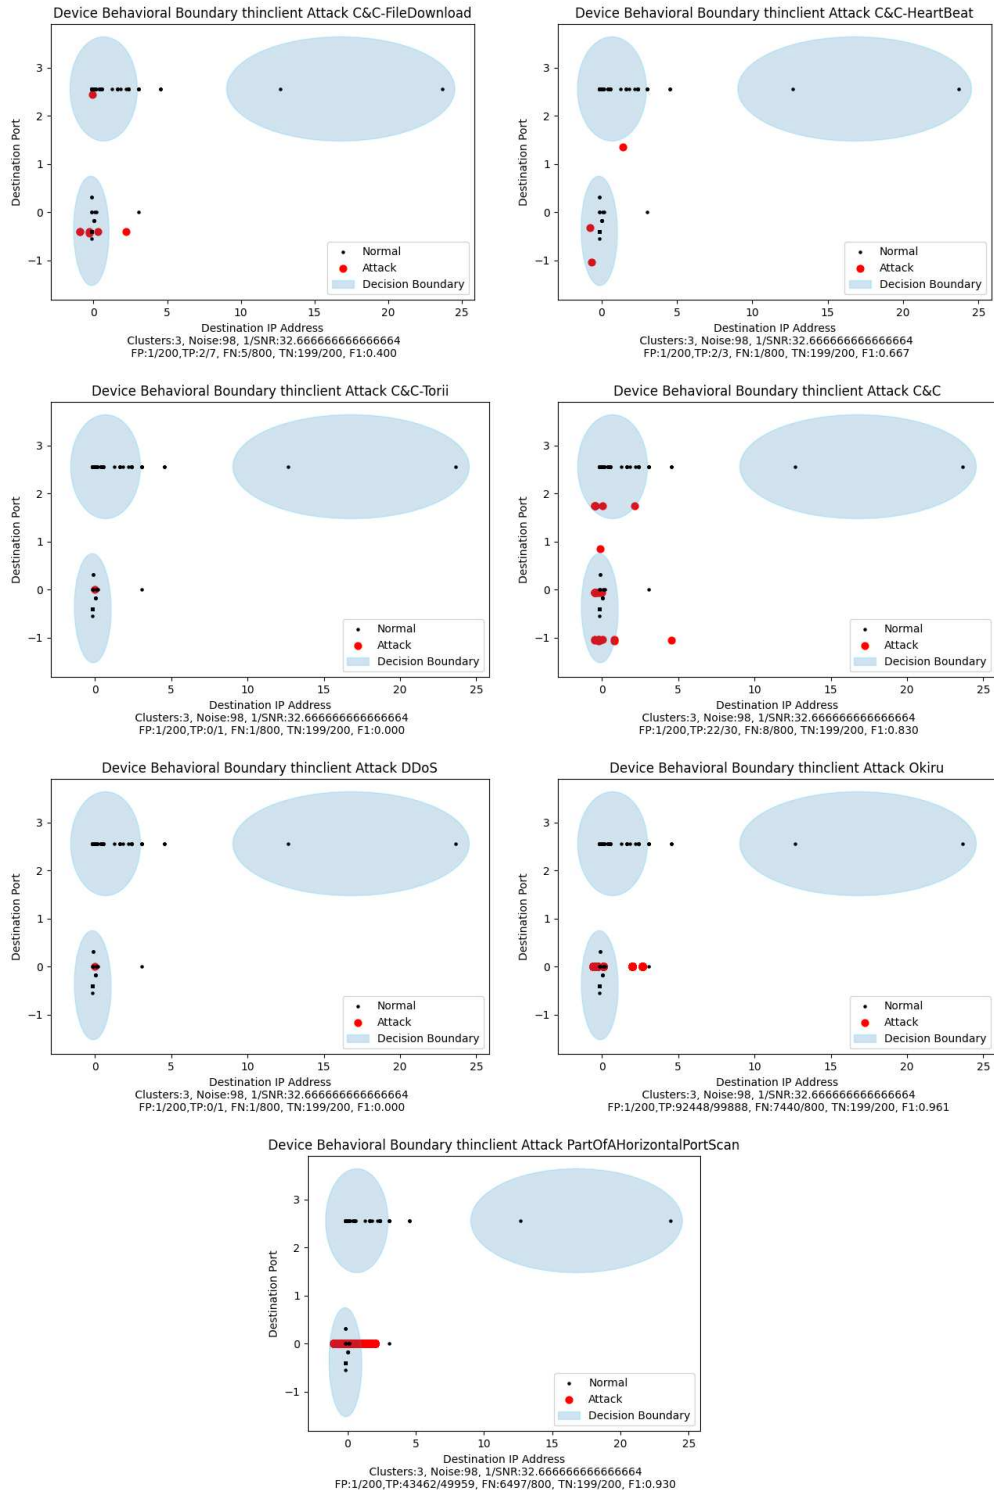 Device Behavioral Boundary thinclient Attack C&C-FileDownload
3
2
1
0
−1
Destination Port
Normal
Attack
Decision Boundary
0 5 10 15 20 25
Destination IP Address
Clusters:3, Noise:98, 1/SNR:32.666666666666664
FP:1/200,TP:2/7, FN:5/800, TN:199/200, F1:0.400
Device Behavioral Boundary thinclient Attack C&C-HeartBeat
3
2
1
0
−1
Destination Port
Normal
Attack
Decision Boundary
0 5 10 15 20 25
Destination IP Address
Clusters:3, Noise:98, 1/SNR:32.666666666666664
FP:1/200,TP:2/3, FN:1/800, TN:199/200, F1:0.667
Device Behavioral Boundary thinclient Attack C&C-Torii
3
2
1
0
−1
Destination Port
Normal
Attack
Decision Boundary
0 5 10 15 20 25
Destination IP Address
Clusters:3, Noise:98, 1/SNR:32.666666666666664
FP:1/200,TP:0/1, FN:1/800, TN:199/200, F1:0.000
Device Behavioral Boundary thinclient Attack C&C
3
2
1
0
−1
Destination Port
Normal
Attack
Decision Boundary
0 5 10 15 20 25
Destination IP Address
Clusters:3, Noise:98, 1/SNR:32.666666666666664
FP:1/200,TP:22/30, FN:8/800, TN:199/200, F1:0.830
Device Behavioral Boundary thinclient Attack DDoS
3
2
1
0
−1
Destination Port
Normal
Attack
Decision Boundary
0 5 10 15 20 25
Destination IP Address
Clusters:3, Noise:98, 1/SNR:32.666666666666664
FP:1/200,TP:0/1, FN:1/800, TN:199/200, F1:0.000
Device Behavioral Boundary thinclient Attack Okiru
3
2
1
0
−1
Destination Port
Normal
Attack
Decision Boundary
0 5 10 15 20 25
Destination IP Address
Clusters:3, Noise:98, 1/SNR:32.666666666666664
FP:1/200,TP:92448/99888, FN:7440/800, TN:199/200, F1:0.961
Device Behavioral Boundary thinclient Attack PartOfAHorizontalPortScan
3
2
1
0
−1
Destination Port
Normal
Attack
Decision Boundary
0 5 10 15 20 25
Destination IP Address
Clusters:3, Noise:98, 1/SNR:32.666666666666664
FP:1/200,TP:43462/49959, FN:6497/800, TN:199/200, F1:0.930